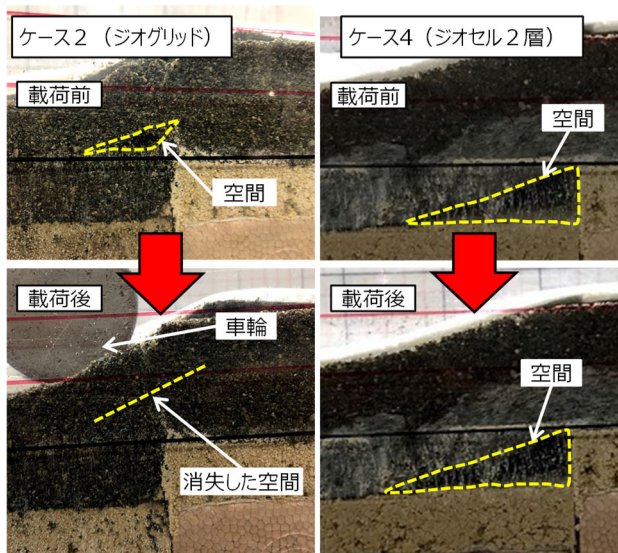 ケース２（ジオグリッド）
載荷前
空間
載荷後
車輪
消失した空間
ケース4（ジオセル２層）
載荷前
空間
載荷後
空間